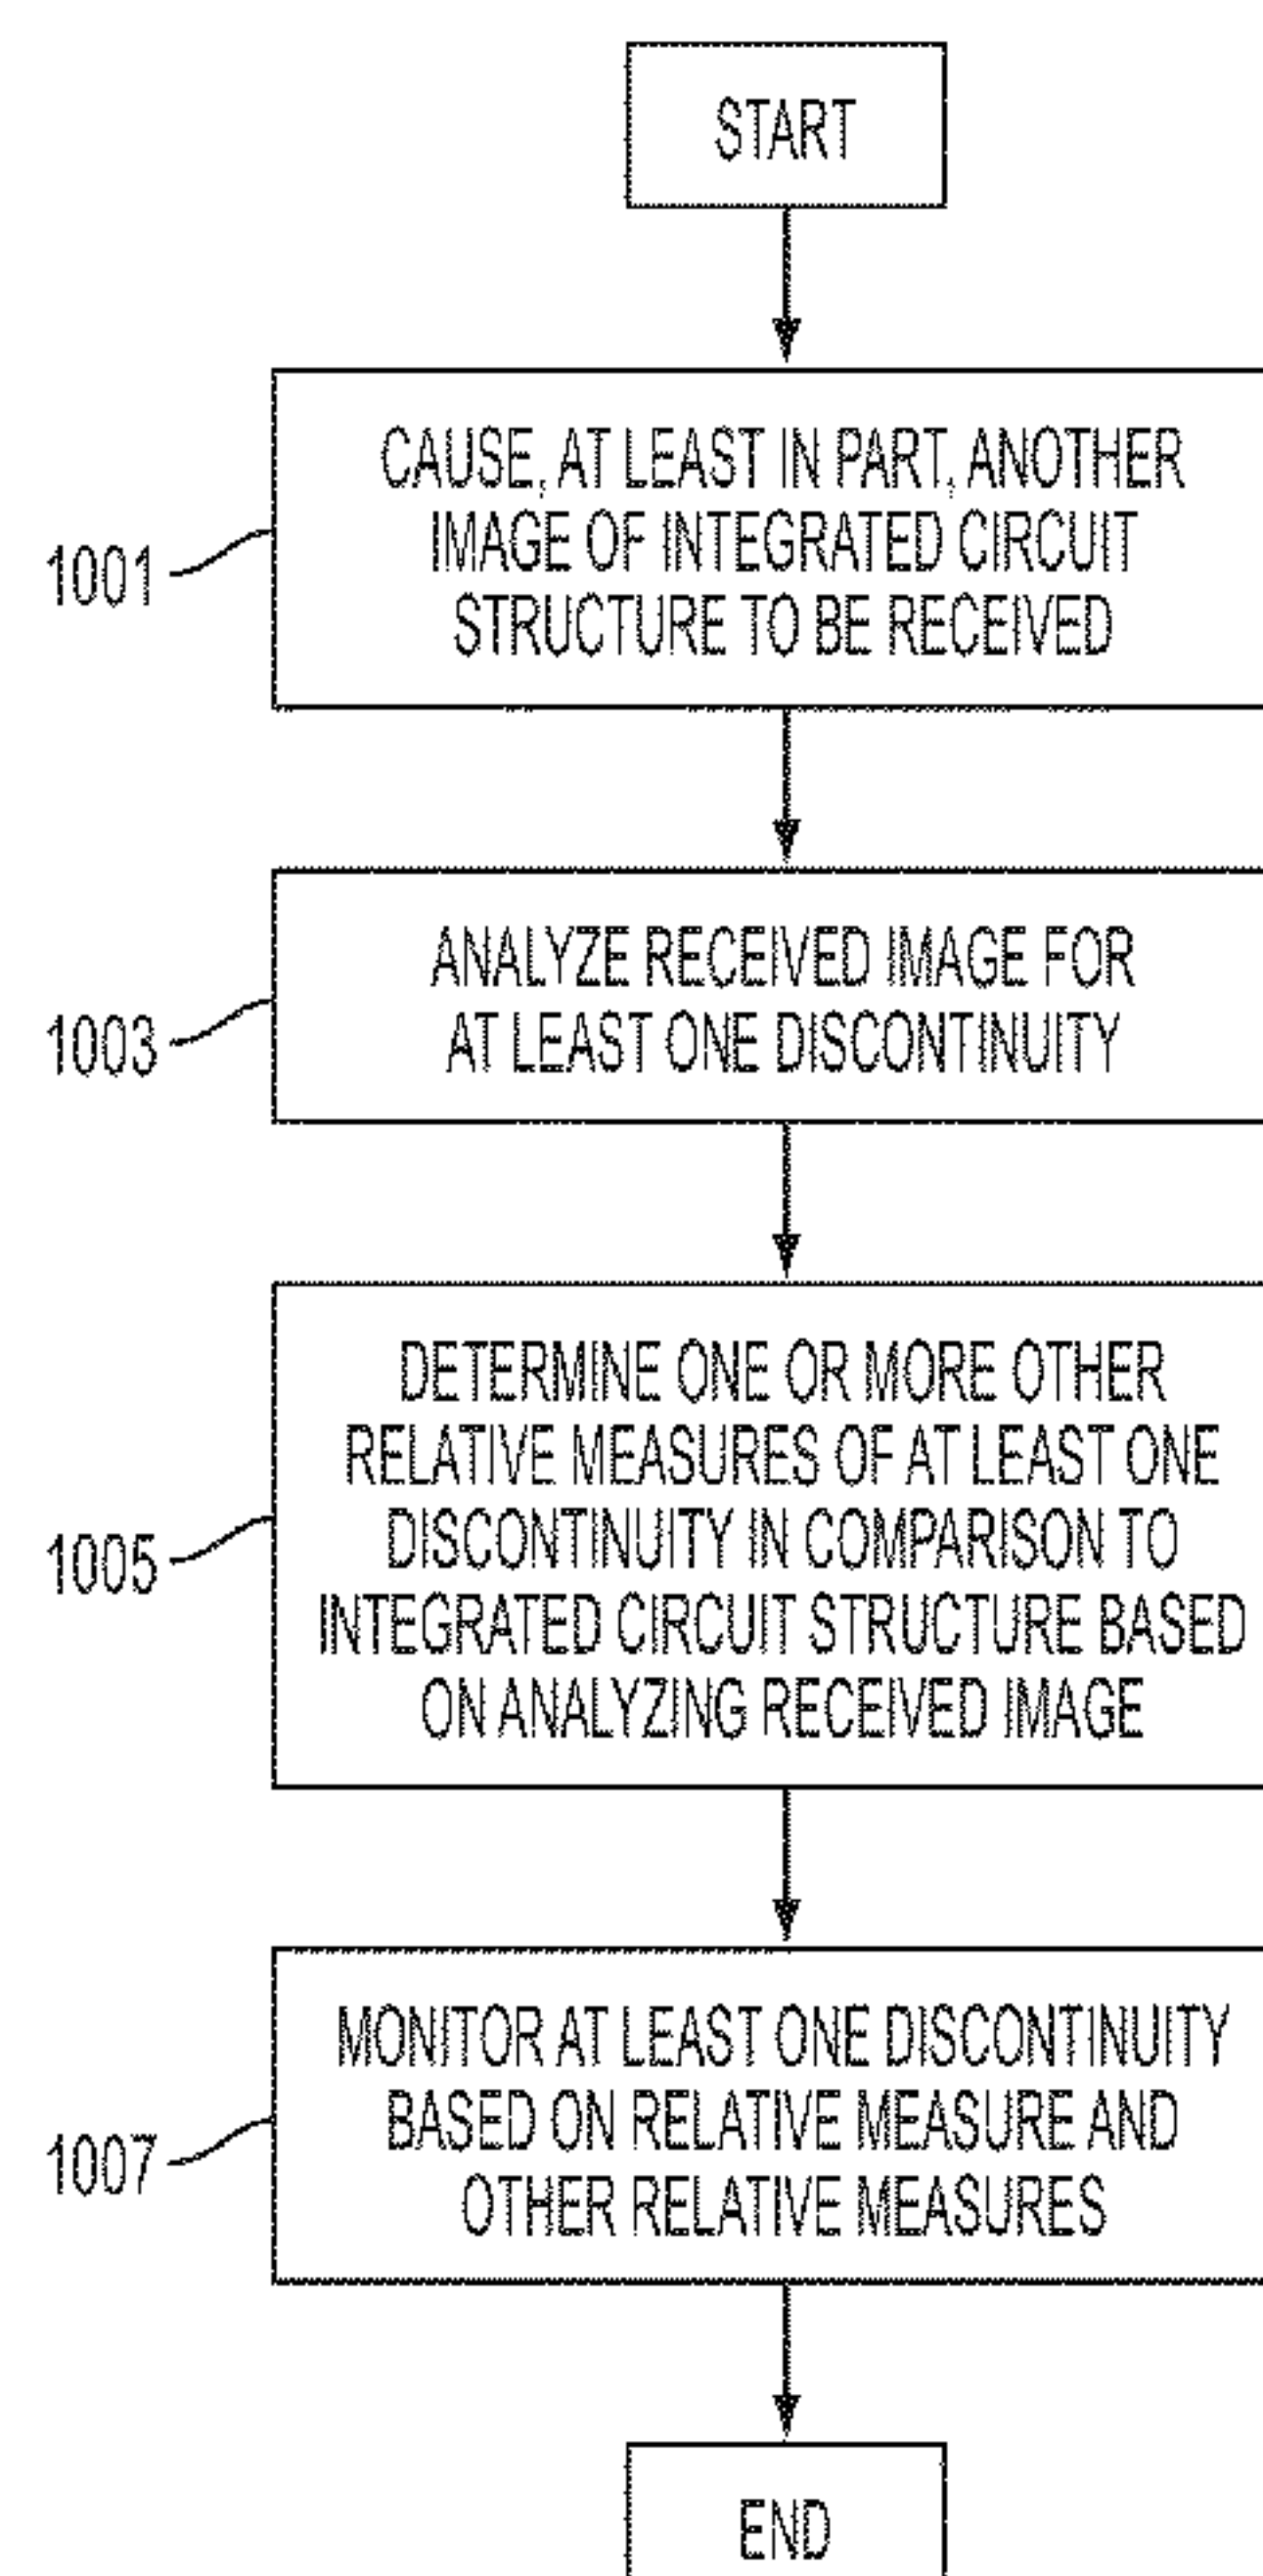 START
CAUSE, AT LEAST IN PART, ANOTHER
IMAGE OF INTEGRATED CIRCUIT
STRUCTURE TO BE RECEIVED
1001
ANALYZE RECEIVED IMAGE FOR
AT LEAST ONE DISCONTINUITY
1003
DETERMINE ONE OR MORE OTHER
RELATIVE MEASURES OF AT LEAST ONE
DISCONTINUITY IN COMPARISON TO
INTEGRATED CIRCUIT STRUCTURE BASED
ON ANALYZING RECEIVED IMAGE
1005
MONITOR AT LEAST ONE DISCONTINUITY
BASED ON RELATIVE MEASURE AND
OTHER RELATIVE MEASURES
1007
END